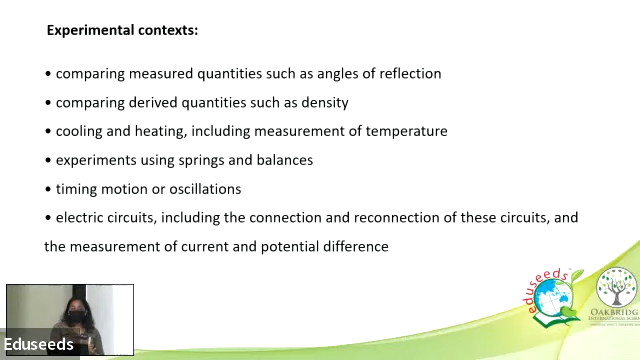 Experimental contexts:
• comparing measured quantities such as angles of reflection
• comparing derived quantities such as density
• cooling and heating, including measurement of temperature
• experiments using springs and balances
• timing motion or oscillations
• electric circuits, including the connection and reconnection of these circuits, and
the measurement of current and potential difference
eduseeds
OAKBRIDG
INTERNATIONAL SCHO
Eduseeds